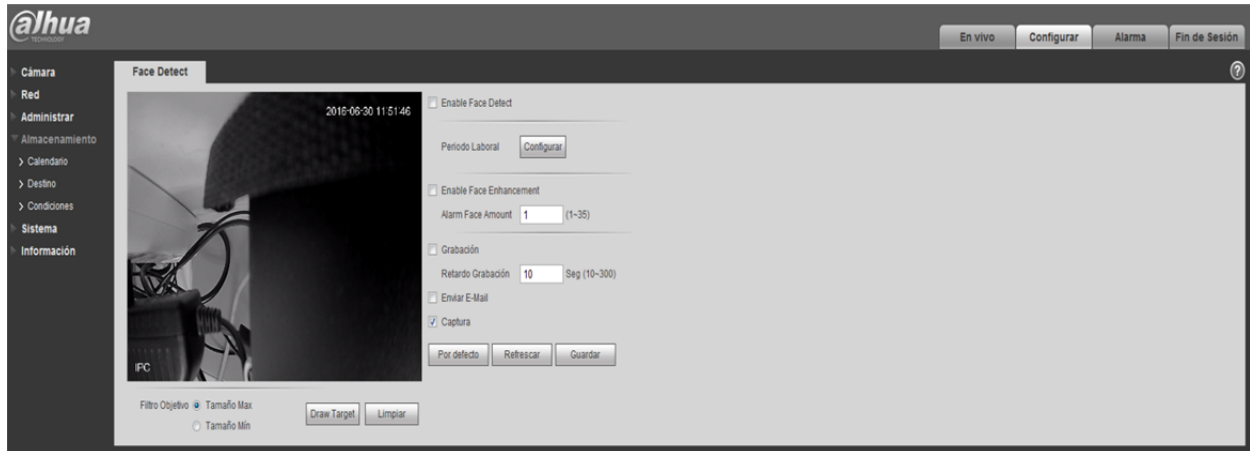 alhua
TECHNOLOGY
En vivo
Configurar
Alarma
Fin de Sesión
Cámara
Red
Administrar
Almacenamiento
Calendario
Destino
Condiciones
Sistema
Información
Face Detect
?
2016-06-30 11:51:46
IPC
Enable Face Detect
Periodo Laboral Configurar
Enable Face Enhancement
Alarm Face Amount 1 (1~35)
Grabación
Retardo Grabación 10 Seg (10~300)
Enviar E-Mail
Captura
Por defecto Refrescar Guardar
Filtro Objetivo Tamaño Max
Tamaño Mín
Draw Target Limpiar